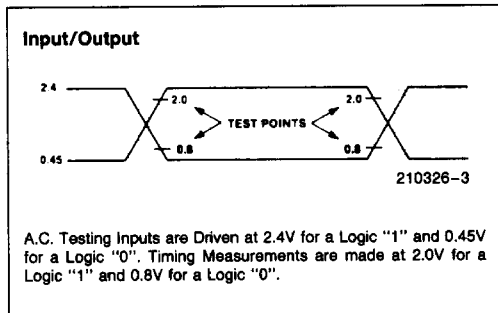 Input/Output
2.4
2.0
2.0
TEST POINTS
0.8
0.8
0.45
210326-3
A.C. Testing Inputs are Driven at 2.4V for a Logic "1" and 0.45V
for a Logic "0". Timing Measurements are made at 2.0V for a
Logic "1" and 0.8V for a Logic "0".